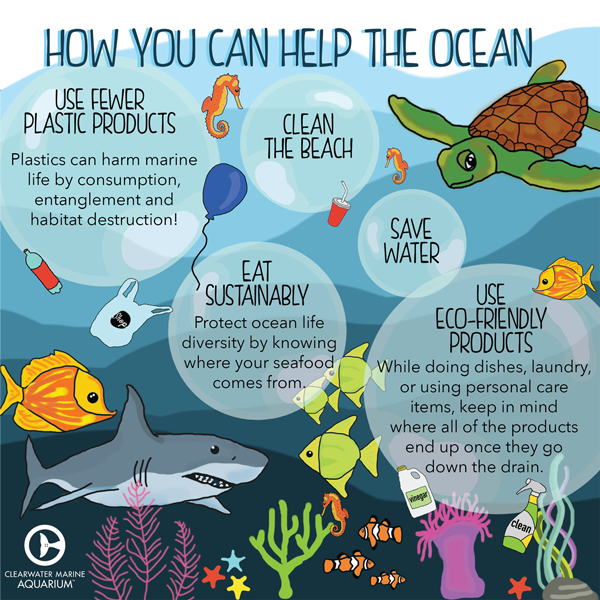 HOW YOU CAN HELP THE OCEAN
USE FEWER
PLASTIC PRODUCTS
Plastics can harm marine
life by consumption,
entanglement and
habitat destruction!
CLEAN
THE BEACH
SAVE
WATER
EAT
SUSTAINABLY
Protect ocean life
diversity by knowing
where your seafood
comes from.
USE
ECO-FRIENDLY
PRODUCTS
While doing dishes, laundry,
or using personal care
items, keep in mind
where all of the products
end up once they go
down the drain.
vinegar
clean
CLEARWATER MARINE
AQUARIUM™